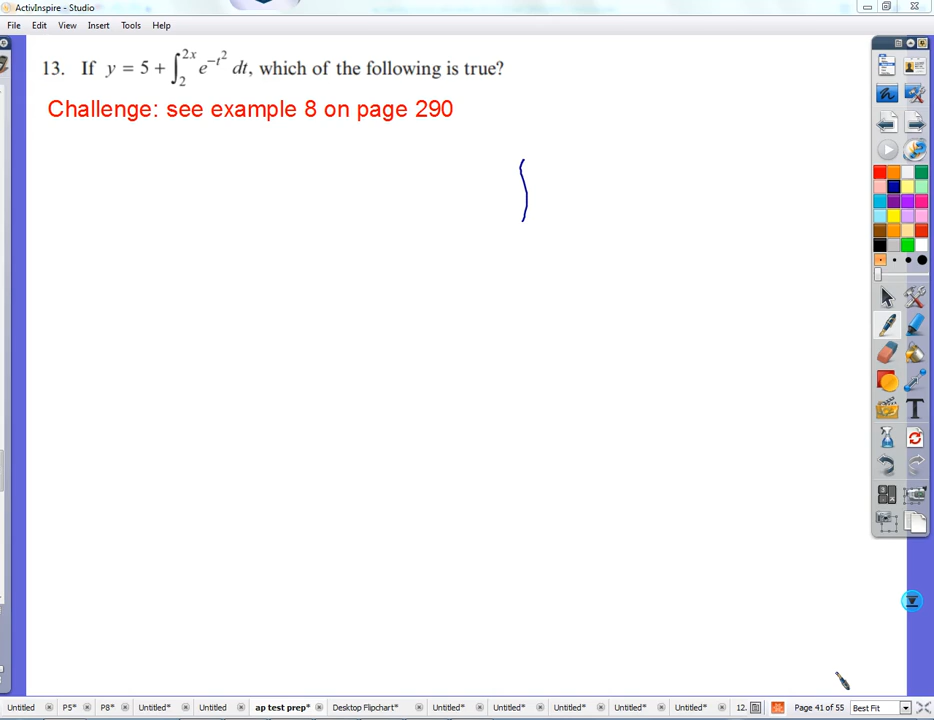 ActivInspire - Studio
File Edit View Insert Tools Help
13. If y = 5 + ∫₂²ˣ e^{-t²} dt, which of the following is true?
Challenge: see example 8 on page 290
T
Untitled P5* P8* Untitled* Untitled ap test prep* Desktop Flipchart* Untitled* Untitled* Untitled* Untitled* Untitled* 12. Page 41 of 55 Best Fit